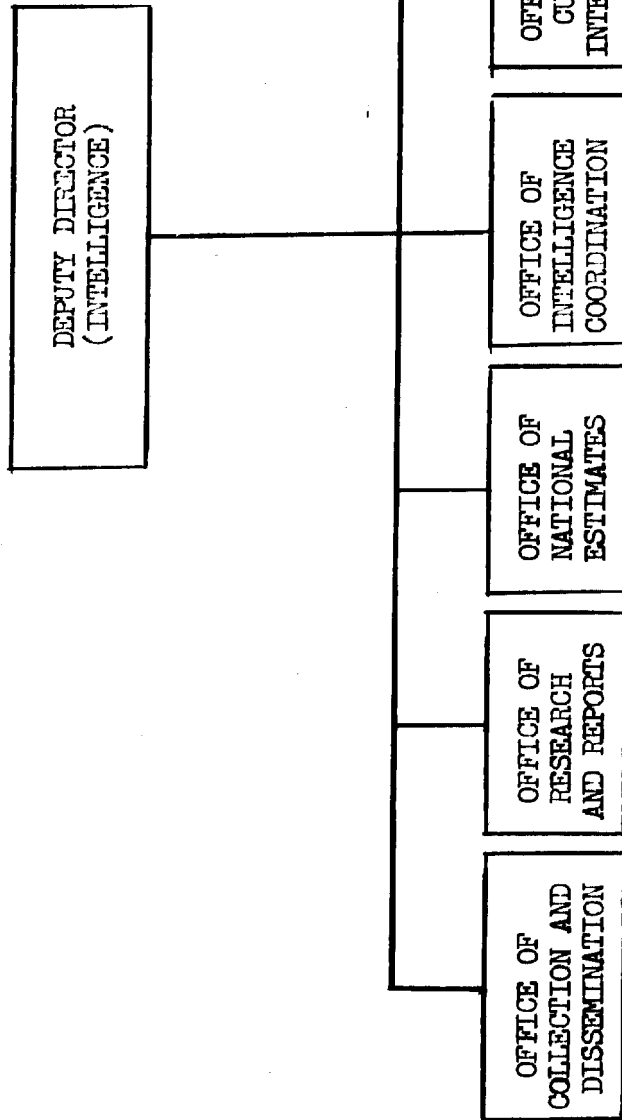 DEPUTY DIRECTOR
(INTELLIGENCE)
OFFICE OF
COLLECTION AND
DISSEMINATION
OFFICE OF
RESEARCH
AND REPORTS
OFFICE OF
NATIONAL
ESTIMATES
OFFICE OF
INTELLIGENCE
COORDINATION